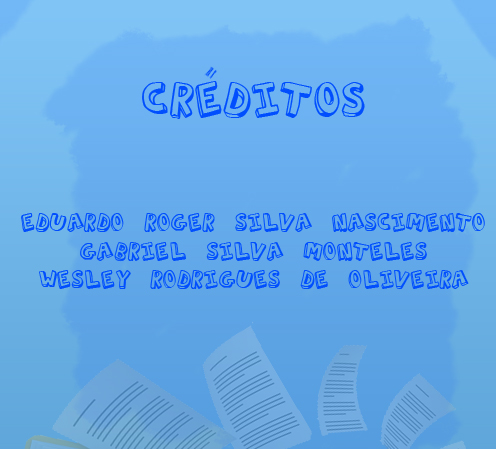 CRÉDITOS
EDUARDO ROGER SILVA NASCIMENTO
GABRIEL SILVA MONTELES
WESLEY RODRIGUES DE OLIVEIRA